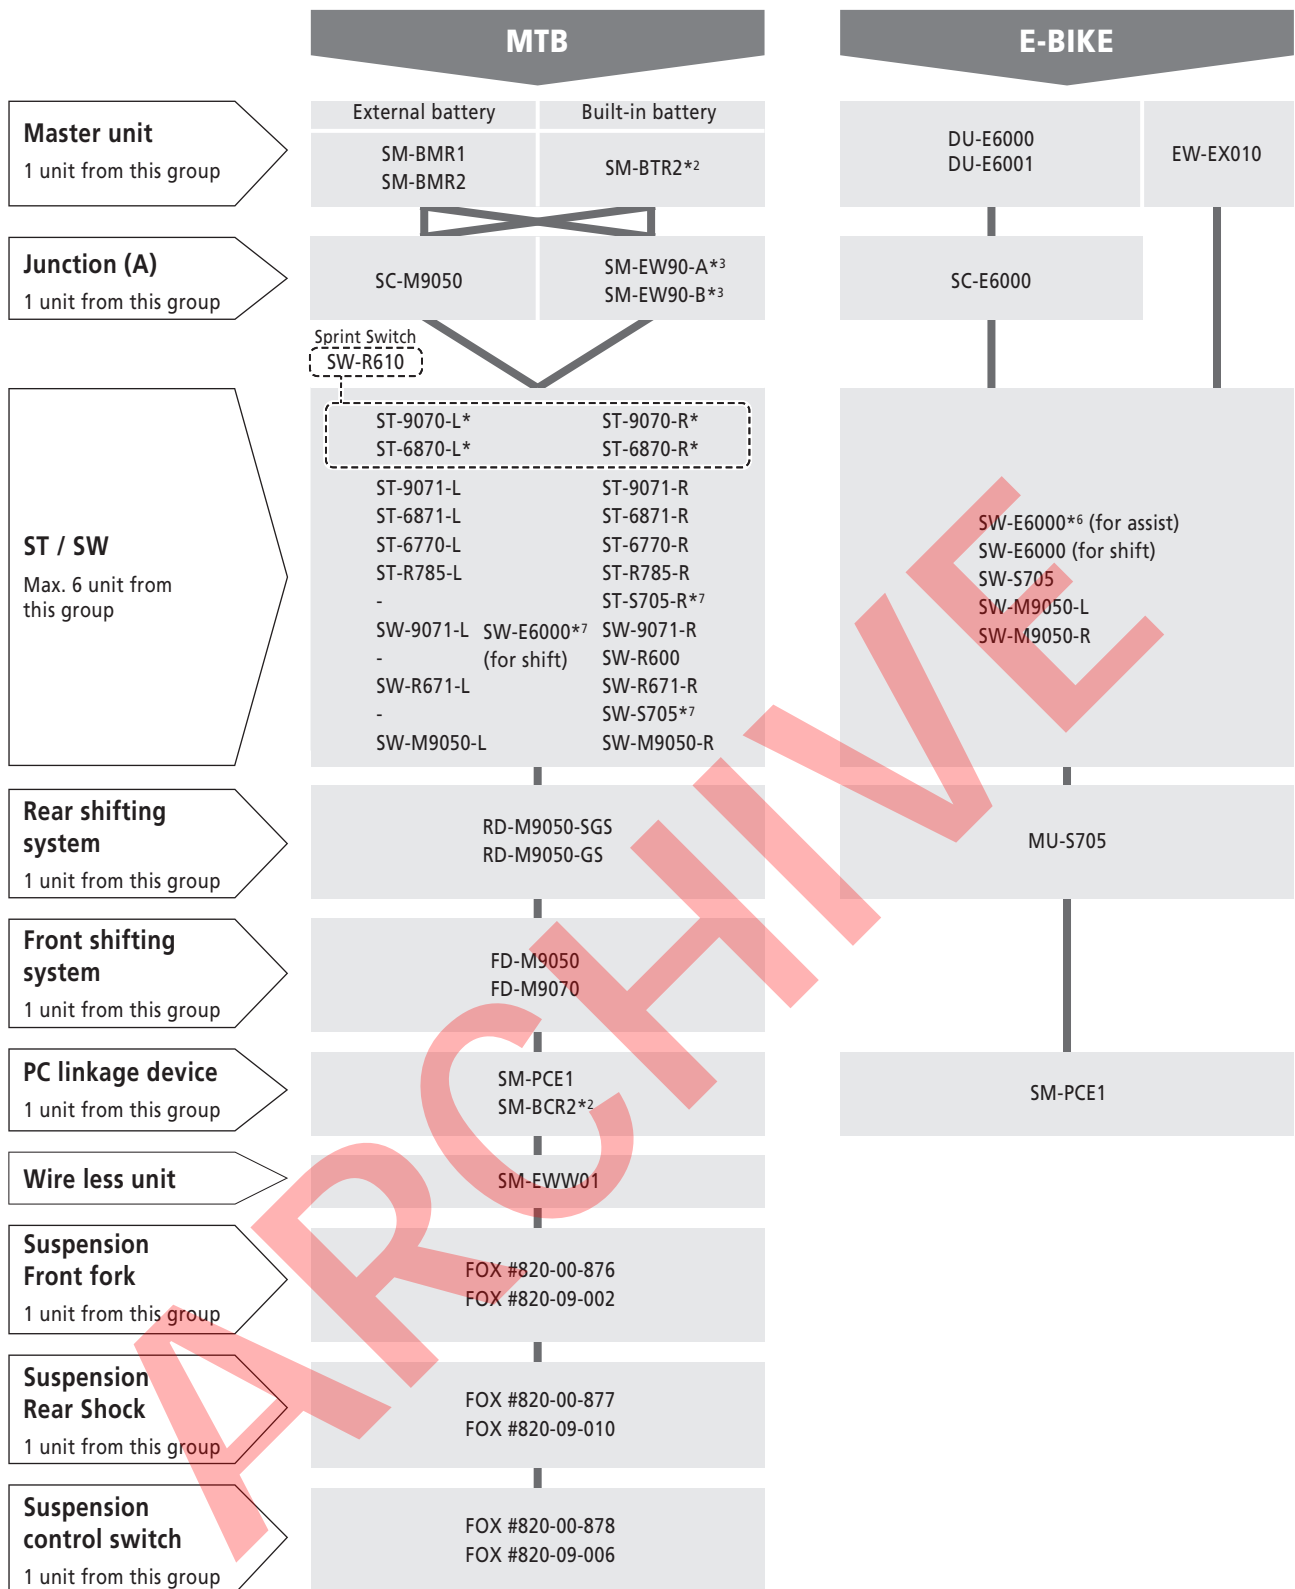 MTB
E-BIKE
Master unit
1 unit from this group
External battery
Built-in battery
SM-BMR1
SM-BMR2
SM-BTR2*2
DU-E6000
DU-E6001
EW-EX010
Junction (A)
1 unit from this group
SC-M9050
SM-EW90-A*3
SM-EW90-B*3
SC-E6000
Sprint Switch
SW-R610
ST / SW
Max. 6 unit from
this group
ST-9070-L* ST-9070-R*
ST-6870-L* ST-6870-R*
ST-9071-L ST-9071-R
ST-6871-L ST-6871-R
ST-6770-L ST-6770-R
ST-R785-L ST-R785-R
- ST-S705-R*7
SW-9071-L SW-E6000*7 SW-9071-R
- (for shift) SW-R600
SW-R671-L SW-R671-R
- SW-S705*7
SW-M9050-L SW-M9050-R
SW-E6000*6 (for assist)
SW-E6000 (for shift)
SW-S705
SW-M9050-L
SW-M9050-R
Rear shifting
system
1 unit from this group
RD-M9050-SGS
RD-M9050-GS
MU-S705
Front shifting
system
1 unit from this group
FD-M9050
FD-M9070
PC linkage device
1 unit from this group
SM-PCE1
SM-BCR2*2
SM-PCE1
Wire less unit
SM-EWW01
Suspension
Front fork
1 unit from this group
FOX #820-00-876
FOX #820-09-002
Suspension
Rear Shock
1 unit from this group
FOX #820-00-877
FOX #820-09-010
Suspension
control switch
1 unit from this group
FOX #820-00-878
FOX #820-09-006
ARCHIVE